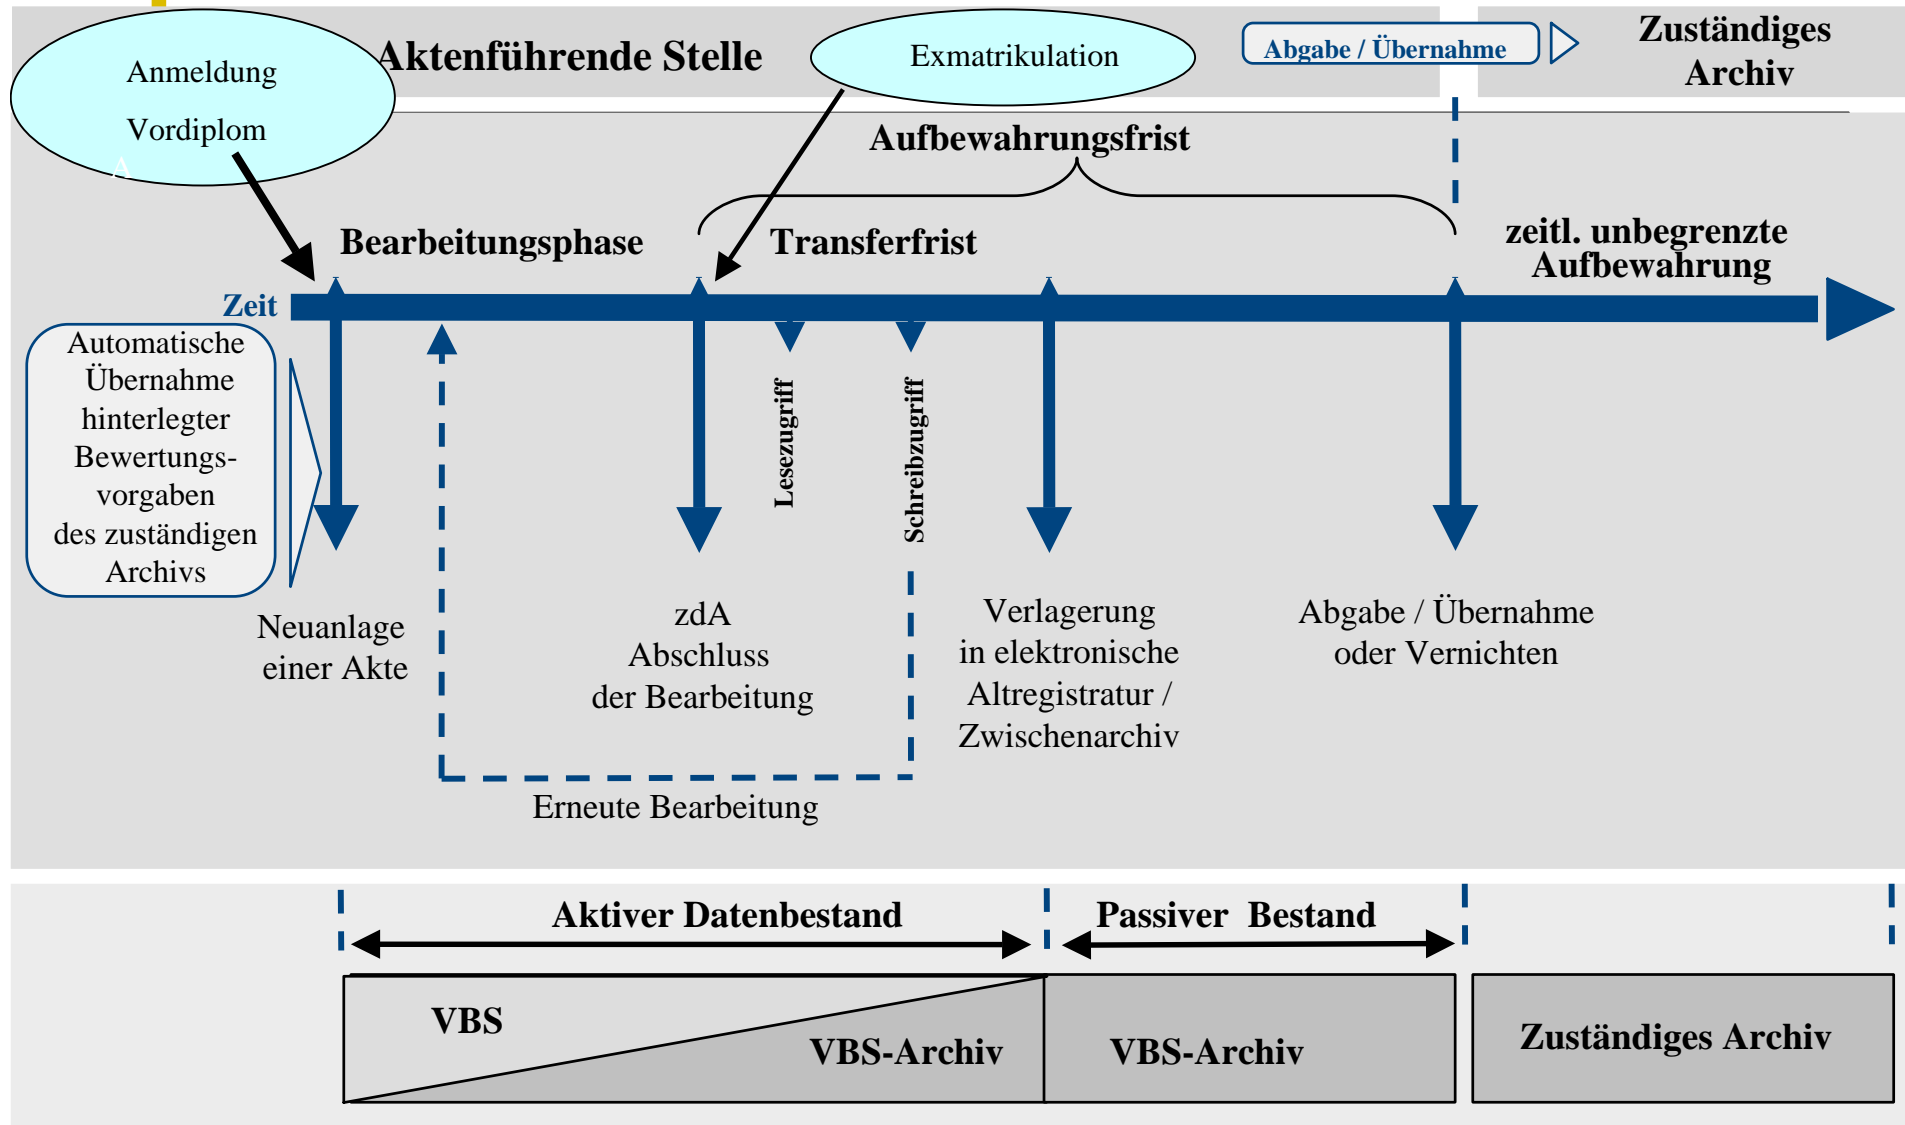 Anmeldung
Vordiplom
A
Aktenführende Stelle
Exmatrikulation
Abgabe / Übernahme
Zuständiges
Archiv
Aufbewahrungsfrist
Bearbeitungsphase
Transferfrist
zeitl. unbegrenzte
Aufbewahrung
Zeit
Automatische
Übernahme
hinterlegter
Bewertungs-
vorgaben
des zuständigen
Archivs
Lesezugriff
Schreibzugriff
Neuanlage
einer Akte
zdA
Abschluss
der Bearbeitung
Verlagerung
in elektronische
Altregistratur /
Zwischenarchiv
Abgabe / Übernahme
oder Vernichten
Erneute Bearbeitung
Aktiver Datenbestand
Passiver Bestand
VBS
VBS-Archiv
VBS-Archiv
Zuständiges Archiv